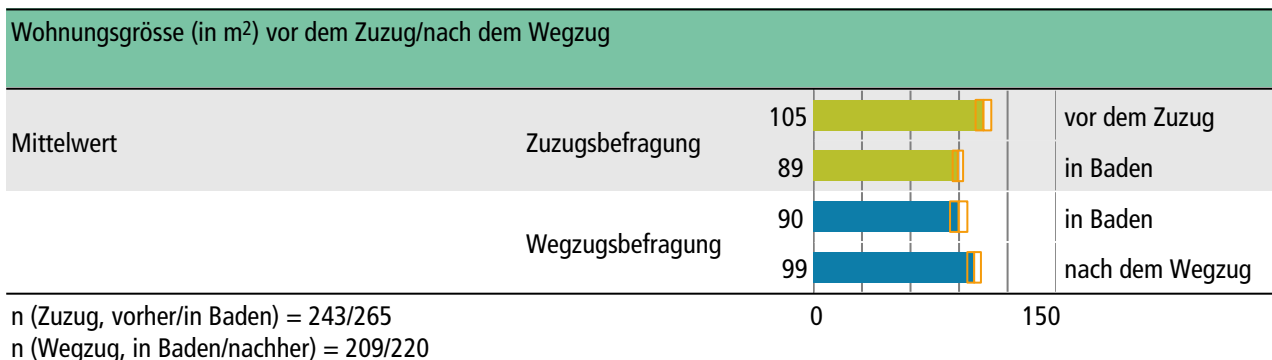 Wohnungsgrösse (in m²) vor dem Zuzug/nach dem Wegzug
105 vor dem Zuzug
Mittelwert Zuzugsbefragung
89 in Baden
90 in Baden
Wegzugsbefragung
99 nach dem Wegzug
n (Zuzug, vorher/in Baden) = 243/265 0 150
n (Wegzug, in Baden/nachher) = 209/220